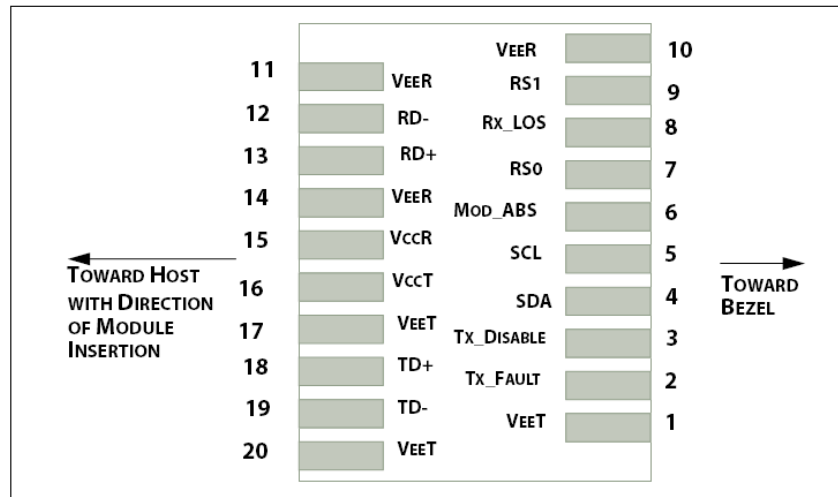 11 VEER
12 RD-
13 RD+
14 VEER
15 VCCR
16 VCCT
17 VEET
18 TD+
19 TD-
20 VEET
VEER 10
RS1 9
RX_LOS 8
RS0 7
MOD_ABS 6
SCL 5
SDA 4
TX_DISABLE 3
TX_FAULT 2
VEET 1
TOWARD HOST
WITH DIRECTION
OF MODULE
INSERTION
TOWARD
BEZEL